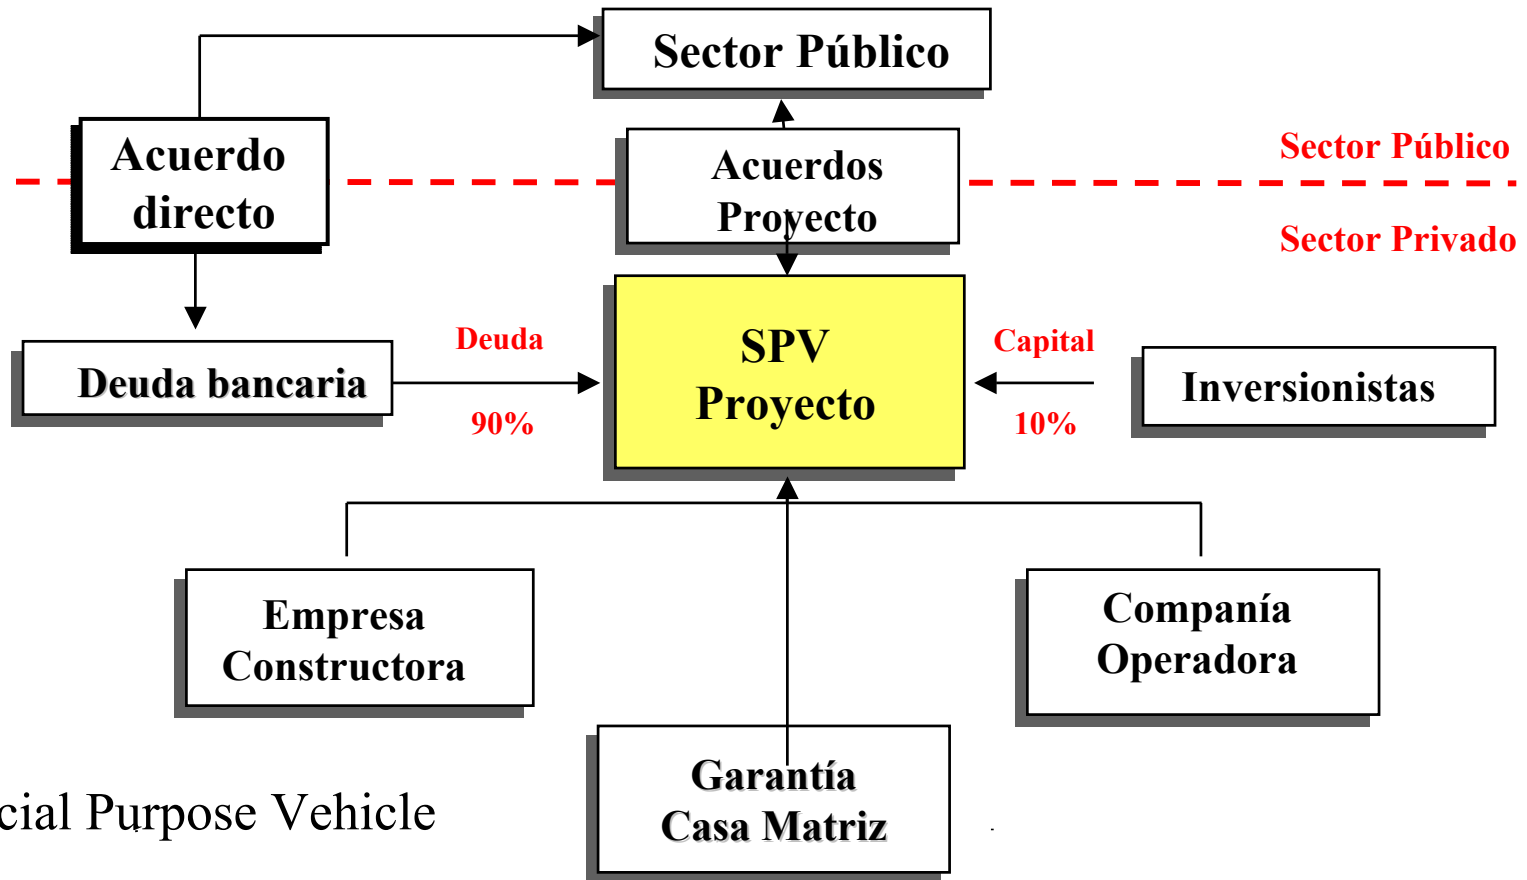 Sector Público
Acuerdo
directo
Acuerdos
Proyecto
Sector Público
Sector Privado
Deuda bancaria
Deuda
90%
SPV
Proyecto
Capital
10%
Inversionistas
Empresa
Constructora
Companía
Operadora
Garantía
Casa Matriz
cial Purpose Vehicle